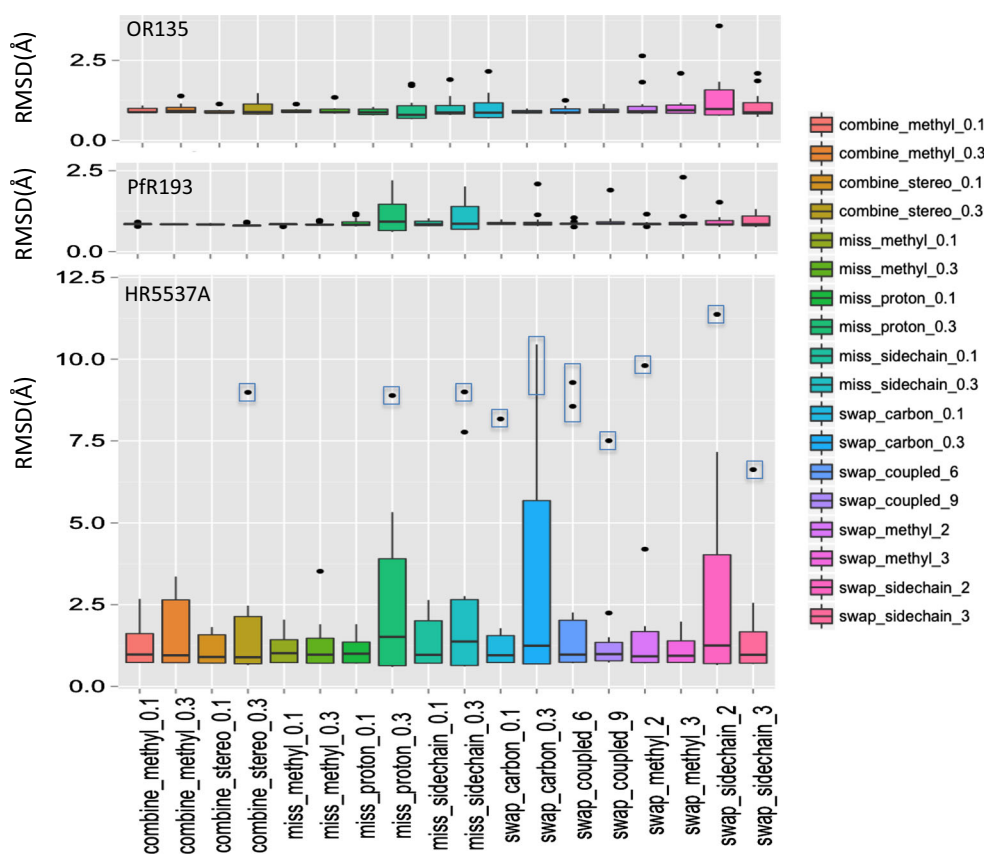 OR135
RMSD(Å)
2.5
0.0
PfR193
RMSD(Å)
2.5
0.0
HR5537A
RMSD(Å)
12.5
10.0
7.5
5.0
2.5
0.0
combine_methyl_0.1
combine_methyl_0.3
combine_stereo_0.1
combine_stereo_0.3
miss_methyl_0.1
miss_methyl_0.3
miss_proton_0.1
miss_proton_0.3
miss_sidechain_0.1
miss_sidechain_0.3
swap_carbon_0.1
swap_carbon_0.3
swap_coupled_6
swap_coupled_9
swap_methyl_2
swap_methyl_3
swap_sidechain_2
swap_sidechain_3
combine_methyl_0.1
combine_methyl_0.3
combine_stereo_0.1
combine_stereo_0.3
miss_methyl_0.1
miss_methyl_0.3
miss_proton_0.1
miss_proton_0.3
miss_sidechain_0.1
miss_sidechain_0.3
swap_carbon_0.1
swap_carbon_0.3
swap_coupled_6
swap_coupled_9
swap_methyl_2
swap_methyl_3
swap_sidechain_2
swap_sidechain_3